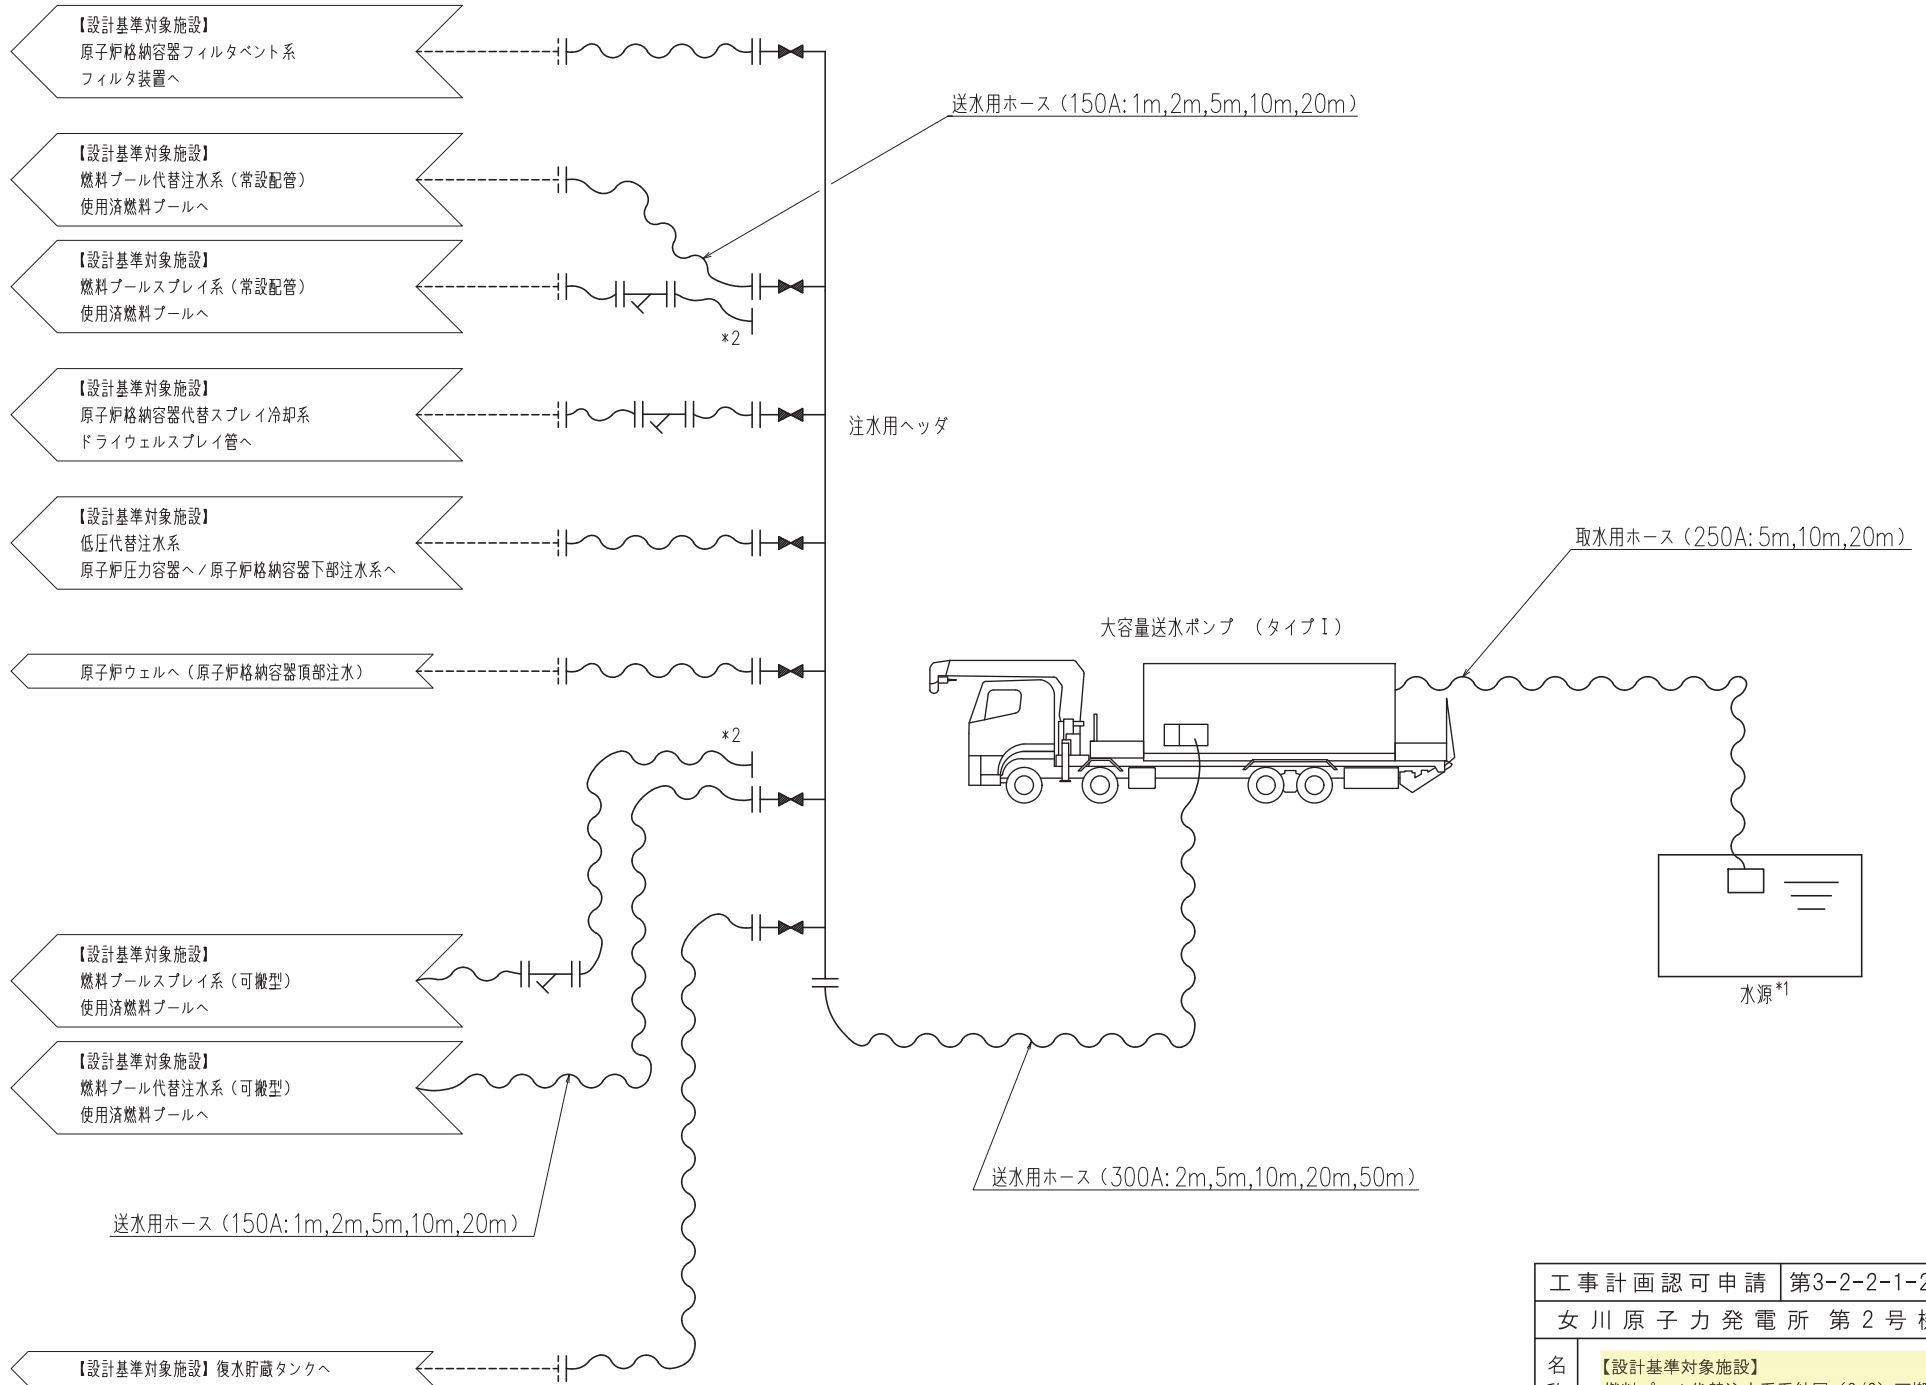 【設計基準対象施設】
原子炉格納容器フィルタベント系
フィルタ装置へ
送水用ホース（150A：1m,2m,5m,10m,20m）
【設計基準対象施設】
燃料プール代替注水系（常設配管）
使用済燃料プールへ
【設計基準対象施設】
燃料プールスプレイ系（常設配管）
使用済燃料プールへ
*2
【設計基準対象施設】
原子炉格納容器代替スプレイ冷却系
ドライウェルスプレイ管へ
注水用ヘッダ
【設計基準対象施設】
低圧代替注水系
原子炉圧力容器へ／原子炉格納容器下部注水系へ
取水用ホース（250A：5m,10m,20m）
大容量送水ポンプ （タイプⅠ）
原子炉ウェルへ（原子炉格納容器頂部注水）
*2
【設計基準対象施設】
燃料プールスプレイ系（可搬型）
使用済燃料プールへ
水源*1
【設計基準対象施設】
燃料プール代替注水系（可搬型）
使用済燃料プールへ
送水用ホース（300A：2m,5m,10m,20m,50m）
送水用ホース（150A：1m,2m,5m,10m,20m）
【設計基準対象施設】復水貯蔵タンクへ
工事計画認可申請 第3-2-2-1-2
女川原子力発電所 第2号
名
【設計基準対象施設】